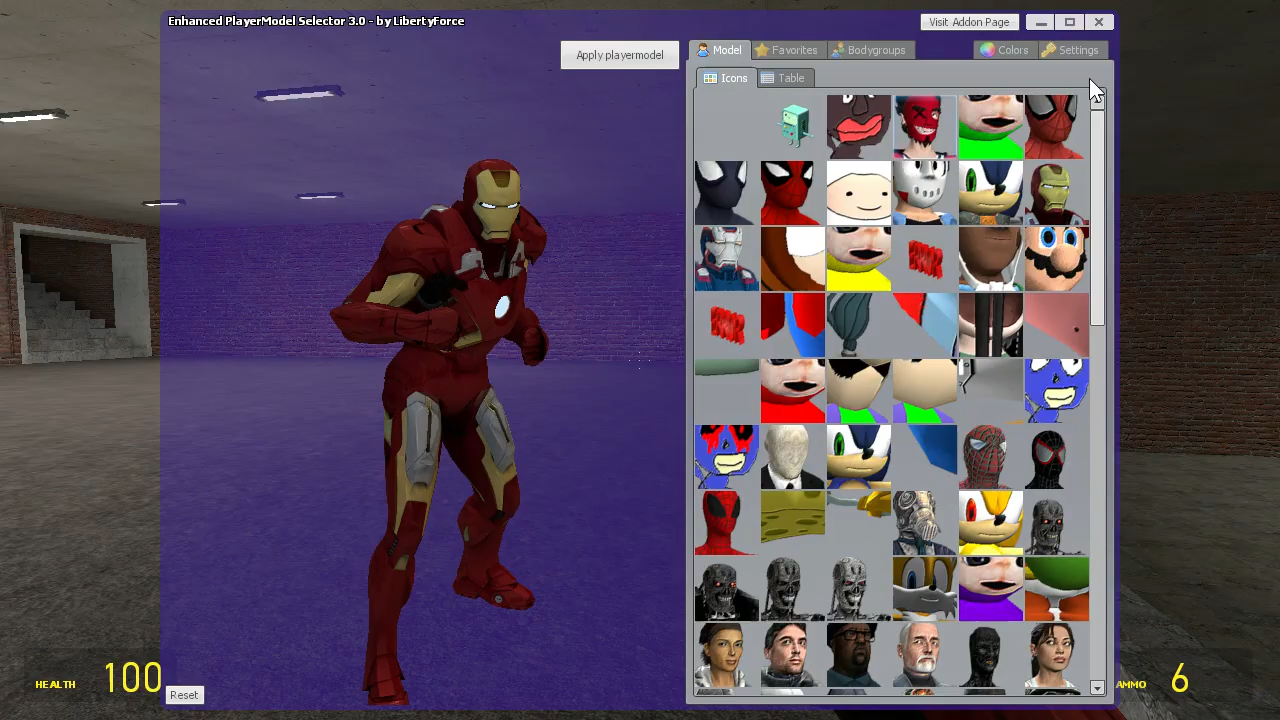 Enhanced PlayerModel Selector 3.0 - by LibertyForce
Visit Addon Page
Apply playermodel
Model
Favorites
Bodygroups
Colors
Settings
Icons
Table
HEALTH 100
Reset
AMMO 6